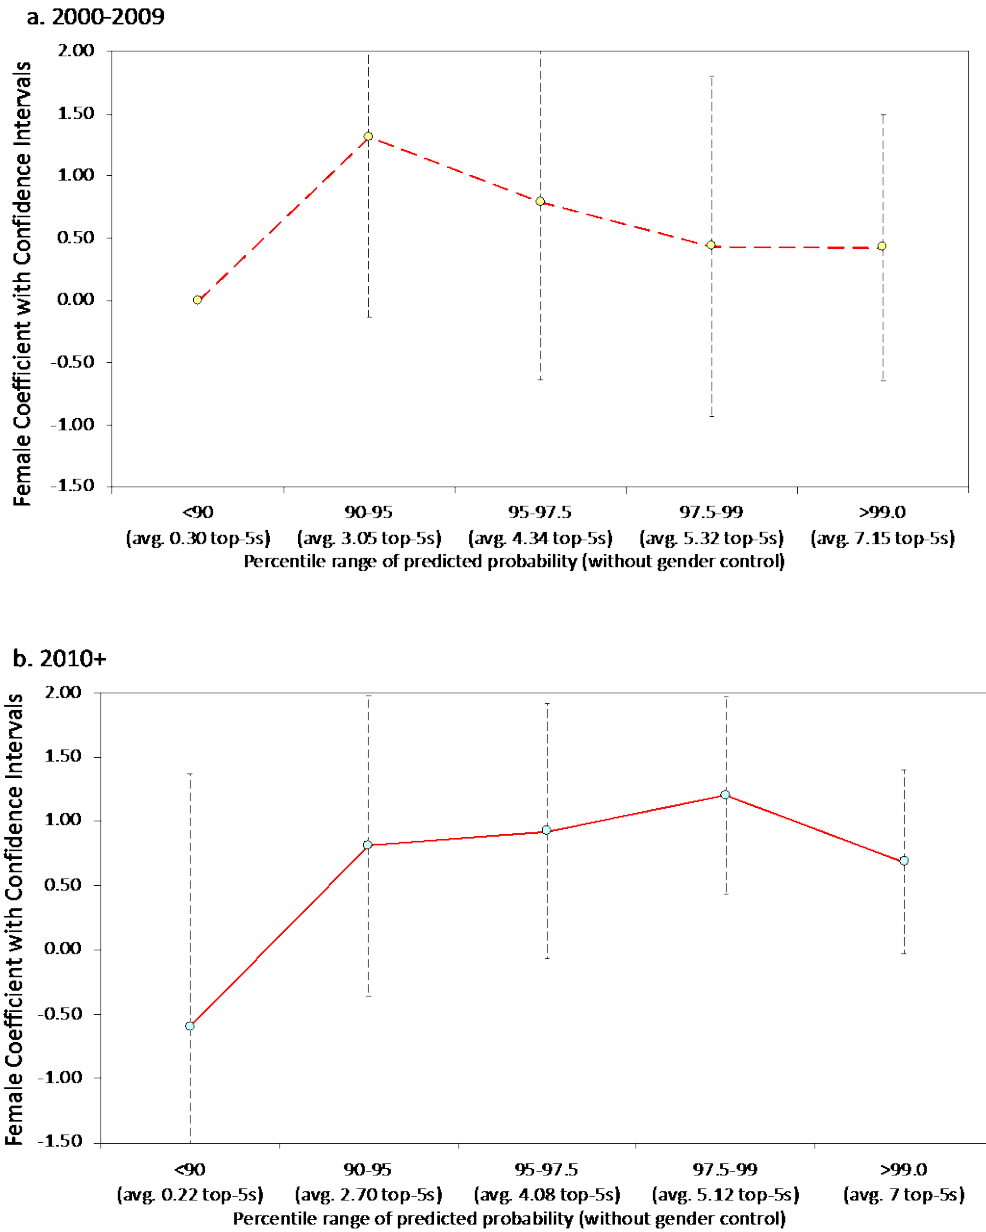 a. 2000-2009
Female Coefficient with Confidence Intervals
2.00
1.50
1.00
0.50
0.00
-0.50
-1.00
-1.50
<90 90-95 95-97.5 97.5-99 >99.0
(avg. 0.30 top-5s) (avg. 3.05 top-5s) (avg. 4.34 top-5s) (avg. 5.32 top-5s) (avg. 7.15 top-5s)
Percentile range of predicted probability (without gender control)
b. 2010+
Female Coefficient with Confidence Intervals
2.00
1.50
1.00
0.50
0.00
-0.50
-1.00
-1.50
<90 90-95 95-97.5 97.5-99 >99.0
(avg. 0.22 top-5s) (avg. 2.70 top-5s) (avg. 4.08 top-5s) (avg. 5.12 top-5s) (avg. 7 top-5s)
Percentile range of predicted probability (without gender control)